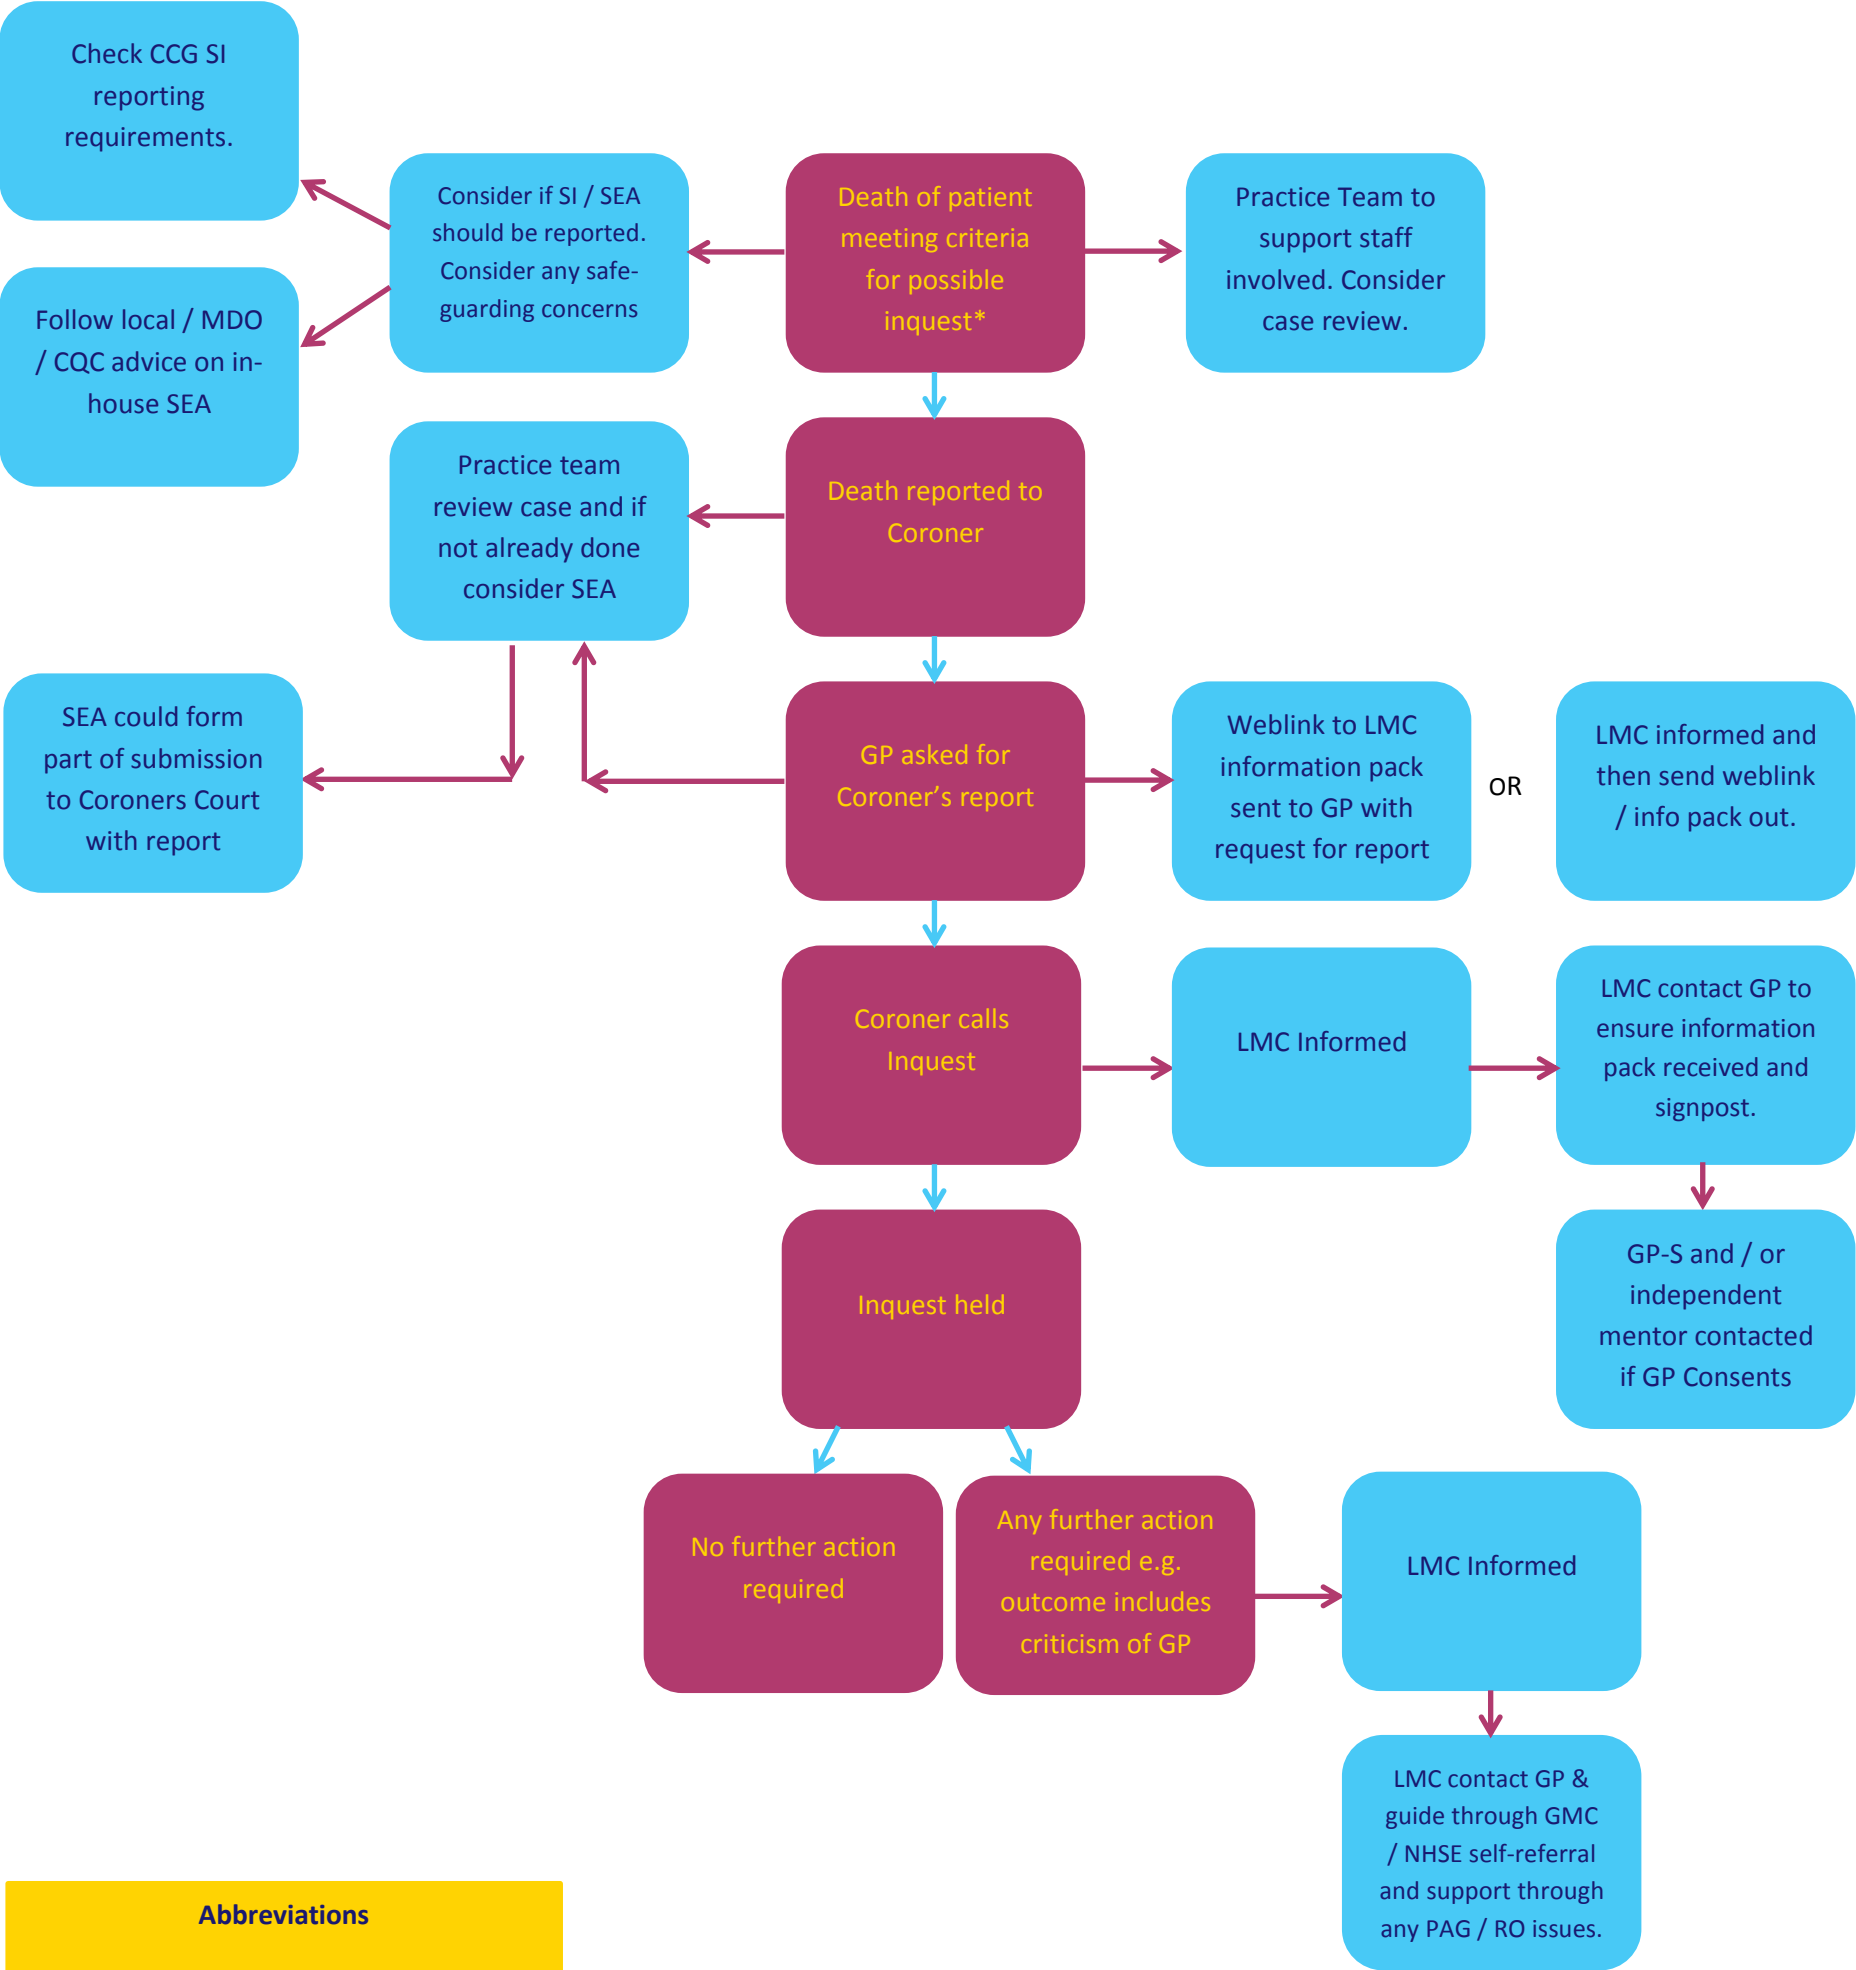 Check CCG SI
reporting
requirements.
Consider if SI / SEA
should be reported.
Consider any safe-
guarding concerns
Death of patient
meeting criteria
for possible
inquest*
Practice Team to
support staff
involved. Consider
case review.
Follow local / MDO
/ CQC advice on in-
house SEA
Practice team
review case and if
not already done
consider SEA
Death reported to
Coroner
SEA could form
part of submission
to Coroners Court
with report
GP asked for
Coroner’s report
Weblink to LMC
information pack
sent to GP with
request for report
OR
LMC informed and
then send weblink
/ info pack out.
Coroner calls
Inquest
LMC Informed
LMC contact GP to
ensure information
pack received and
signpost.
Inquest held
GP-S and / or
independent
mentor contacted
if GP Consents
No further action
required
Any further action
required e.g.
outcome includes
criticism of GP
LMC Informed
LMC contact GP &
guide through GMC
/ NHSE self-referral
and support through
any PAG / RO issues.
Abbreviations